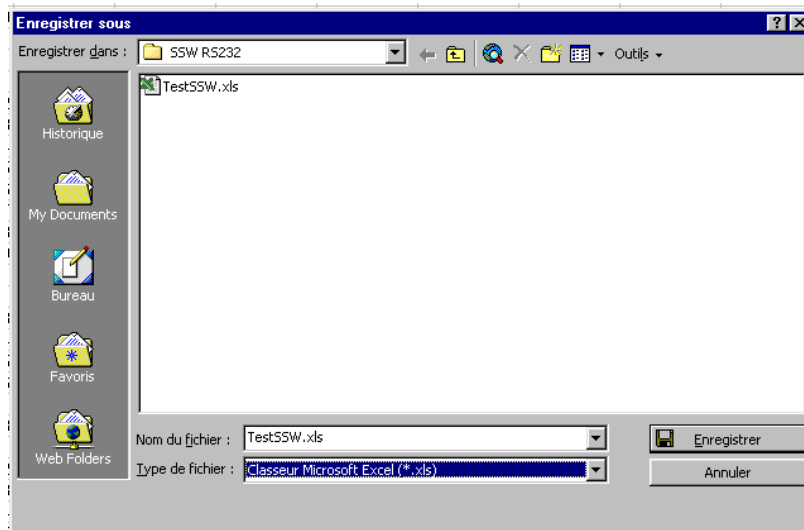 Enregistrer sous
Enregistrer dans : SSW RS232 Outils
TestSSW.xls
Historique
My Documents
Bureau
Favoris
Web Folders
Nom du fichier : TestSSW.xls Enregistrer
Type de fichier : Classeur Microsoft Excel (*.xls) Annuler